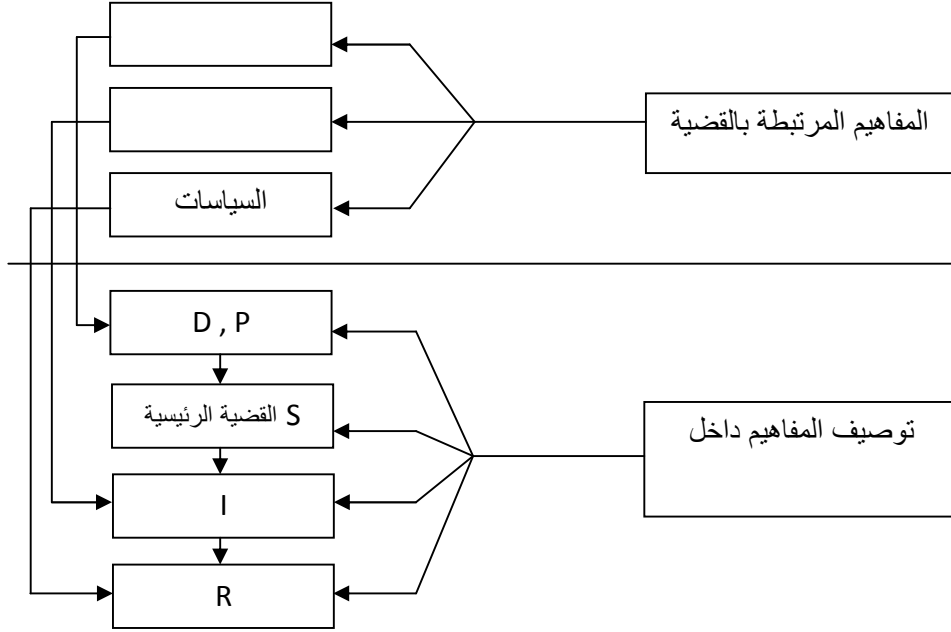 المفاهيم المرتبطة بالقضية
السياسات
D , P
S القضية الرئيسية
توصيف المفاهيم داخل
I
R